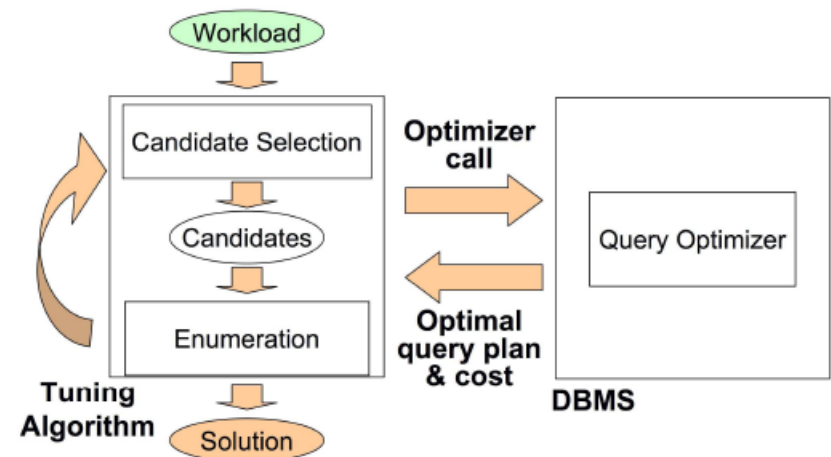 Workload
Candidate Selection
Candidates
Enumeration
Tuning
Algorithm
Solution
Optimizer
call
Optimal
query plan
& cost
Query Optimizer
DBMS